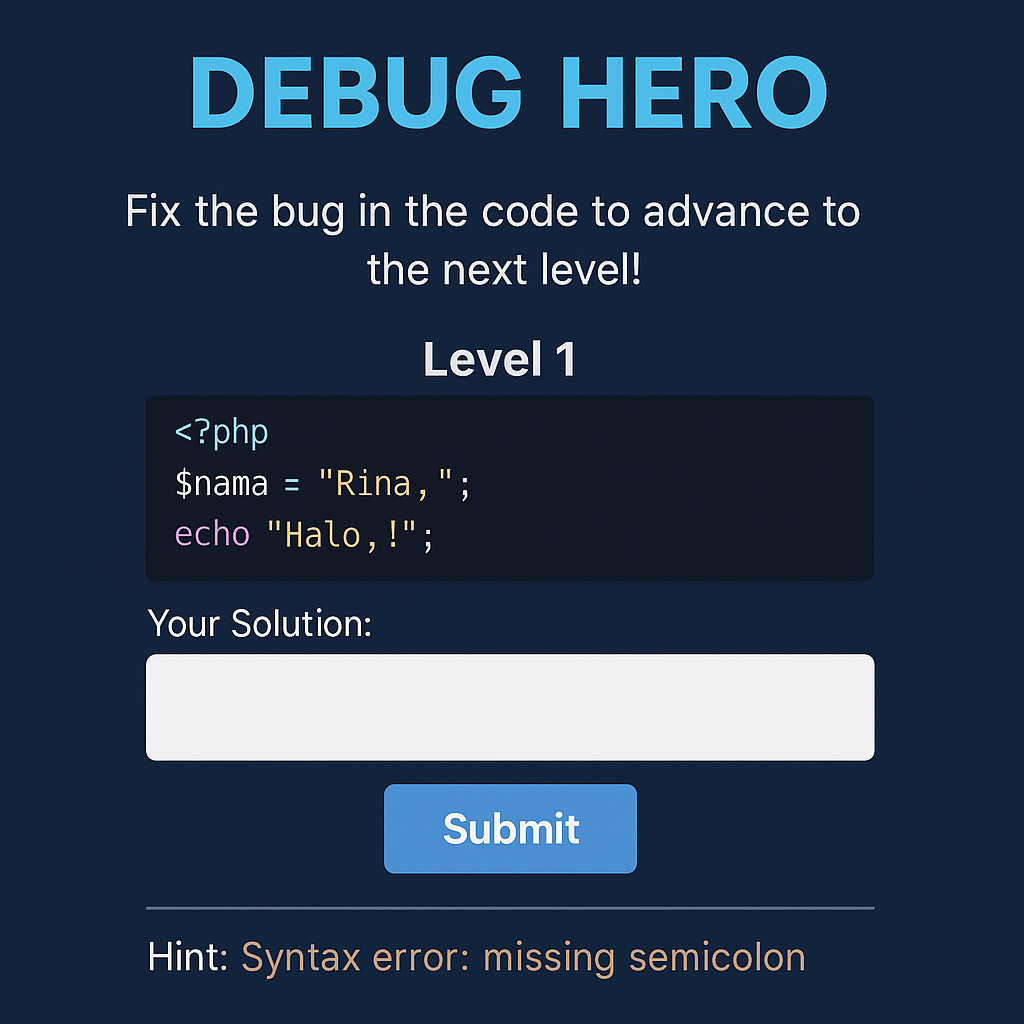 DEBUG HERO
Fix the bug in the code to advance to
the next level!
Level 1
<?php
$nama = "Rina,";
echo "Halo,!";
Your Solution:
Submit
Hint: Syntax error: missing semicolon